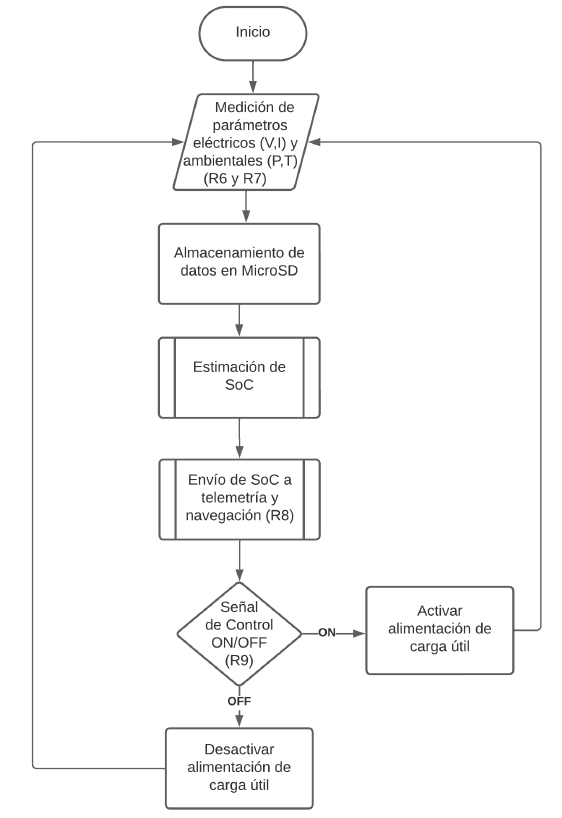 Inicio
Medición de
parámetros
eléctricos (V,I) y
ambientales (P,T)
(R6 y R7)
Almacenamiento de
datos en MicroSD
Estimación de
SoC
Envío de SoC a
telemetría y
navegación (R8)
Señal
de Control
ON/OFF
(R9)
ON
Activar
alimentación de
carga útil
OFF
Desactivar
alimentación de
carga útil